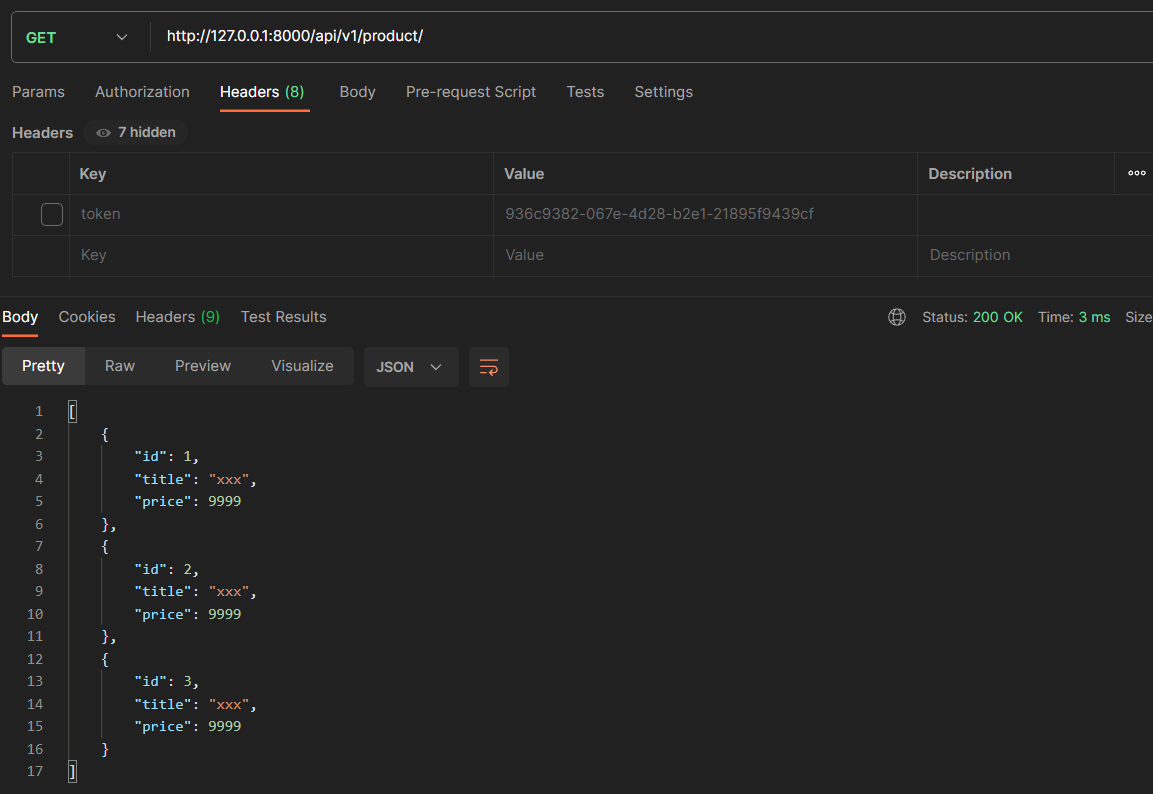 GET http://127.0.0.1:8000/api/v1/product/
Params Authorization Headers (8) Body Pre-request Script Tests Settings
Headers 7 hidden
Key Value Description
token 936c9382-067e-4d28-b2e1-21895f9439cf
Key Value Description
Body Cookies Headers (9) Test Results Status: 200 OK Time: 3 ms Size
Pretty Raw Preview Visualize JSON
1 [
2 {
3 "id": 1,
4 "title": "xxx",
5 "price": 9999
6 },
7 {
8 "id": 2,
9 "title": "xxx",
10 "price": 9999
11 },
12 {
13 "id": 3,
14 "title": "xxx",
15 "price": 9999
16 }
17 ]